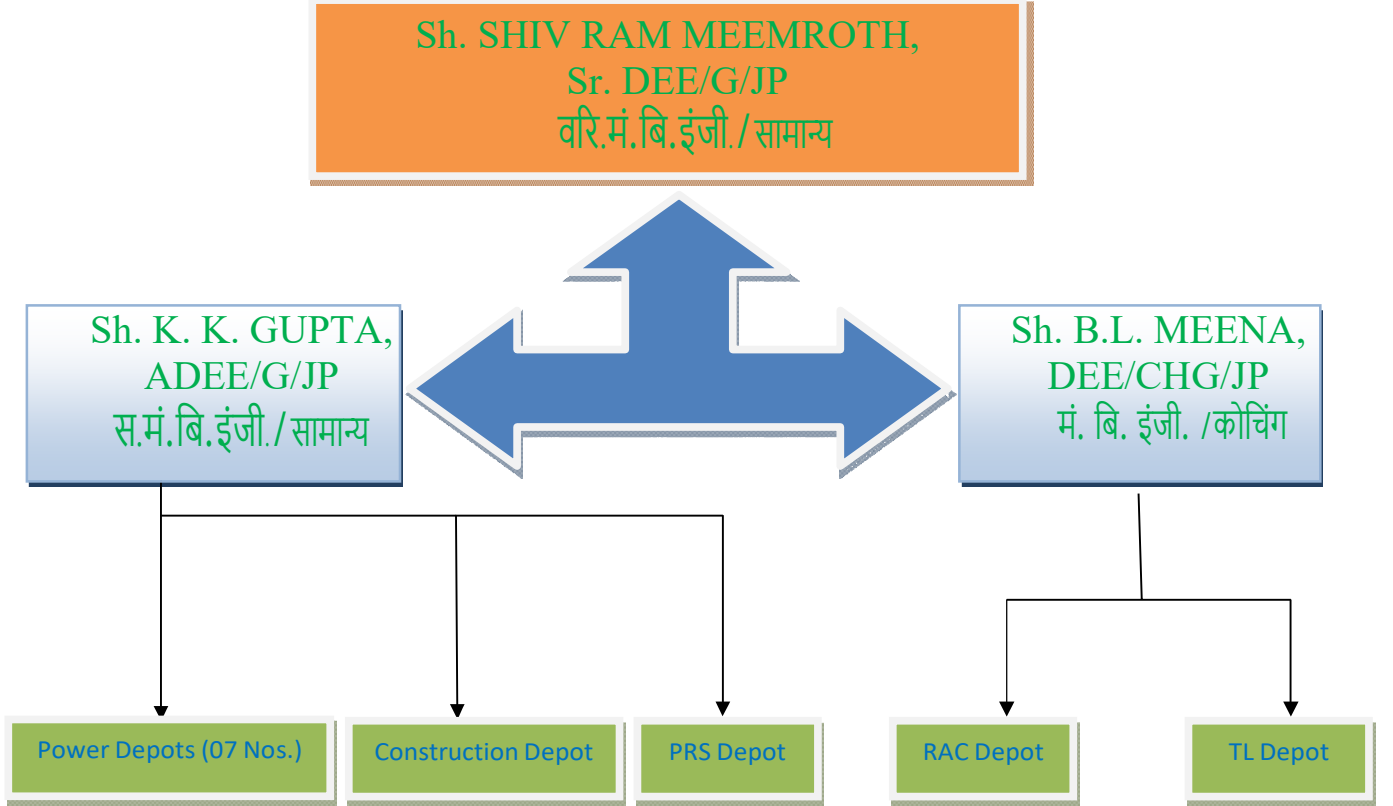 Sh. SHIV RAM MEEMROTH,
Sr. DEE/G/JP
वरि.मं.बि.इंजी./सामान्य
Sh. K. K. GUPTA,
ADEE/G/JP
स.मं.बि.इंजी./सामान्य
Sh. B.L. MEENA,
DEE/CHG/JP
मं. बि. इंजी. /कोचिंग
Power Depots (07 Nos.)
Construction Depot
PRS Depot
RAC Depot
TL Depot